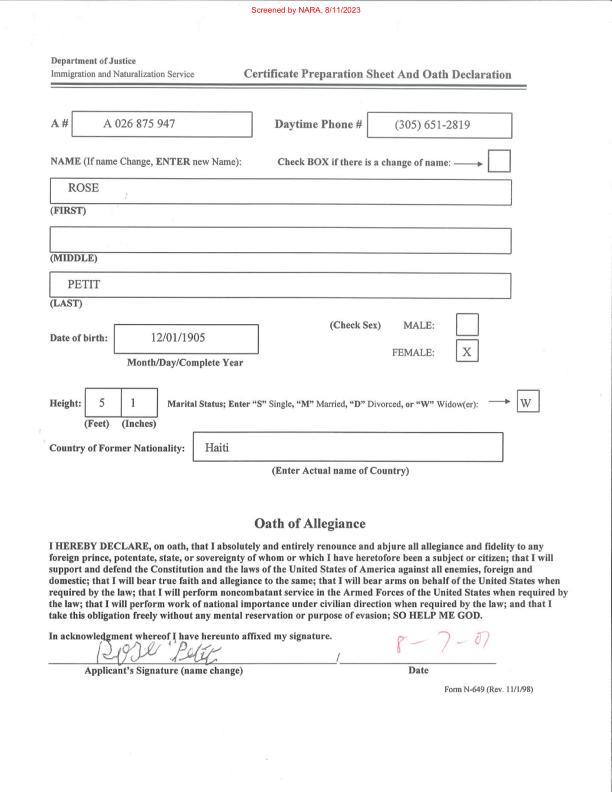 Screened by NARA, 8/11/2023
Department of Justice
Immigration and Naturalization Service
Certificate Preparation Sheet And Oath Declaration
A # A 026 875 947 Daytime Phone # (305) 651-2819
NAME (If name Change, ENTER new Name): Check BOX if there is a change of name:
ROSE
(FIRST)
(MIDDLE)
PETIT
(LAST)
(Check Sex) MALE:
Date of birth: 12/01/1905
FEMALE: X
Month/Day/Complete Year
Height: 5 1 Marital Status; Enter “S” Single, “M” Married, “D” Divorced, or “W” Widow(er): W
(Feet) (Inches)
Country of Former Nationality: Haiti
(Enter Actual name of Country)
Oath of Allegiance
I HEREBY DECLARE, on oath, that I absolutely and entirely renounce and abjure all allegiance and fidelity to any
foreign prince, potentate, state, or sovereignty of whom or which I have heretofore been a subject or citizen; that I will
support and defend the Constitution and the laws of the United States of America against all enemies, foreign and
domestic; that I will bear true faith and allegiance to the same; that I will bear arms on behalf of the United States when
required by the law; that I will perform noncombatant service in the Armed Forces of the United States when required by
the law; that I will perform work of national importance under civilian direction when required by the law; and that I
take this obligation freely without any mental reservation or purpose of evasion; SO HELP ME GOD.
In acknowledgment whereof I have hereunto affixed my signature.
Rose Petit / 8-7-01
Applicant's Signature (name change) Date
Form N-649 (Rev. 11/1/98)